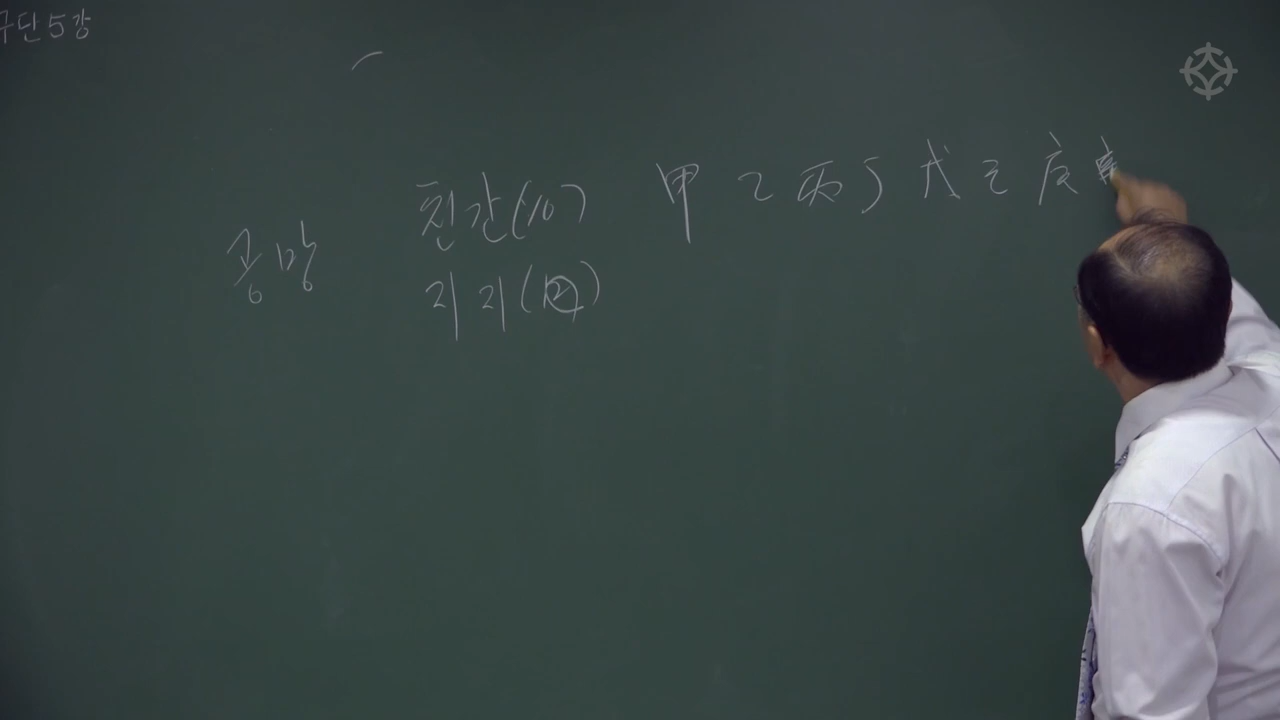 구단5강
천간(10) 甲 乙 丙 丁 戊 己 庚 辛
공망
지지(12)